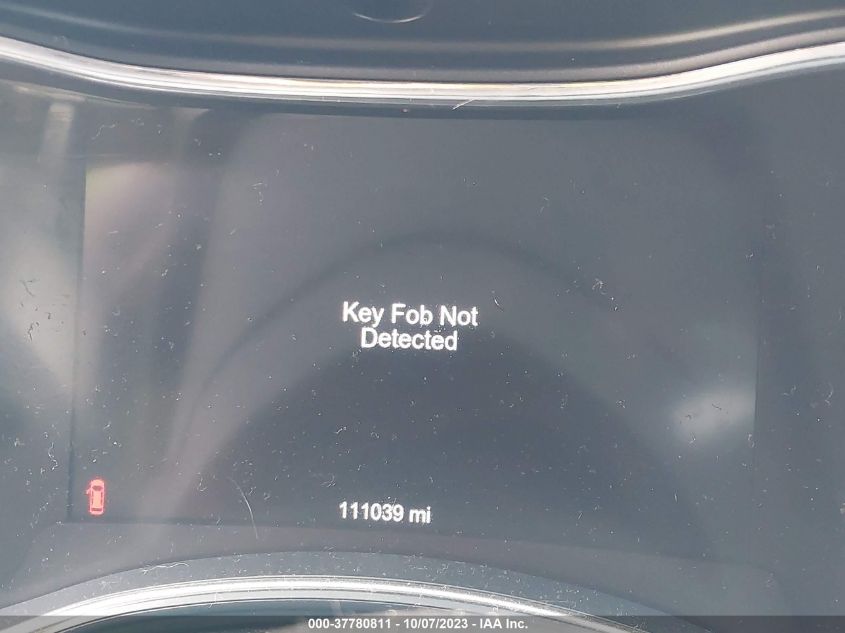 Key Fob Not
Detected
111039 mi
000-37780811 - 10/07/2023 - IAA Inc.